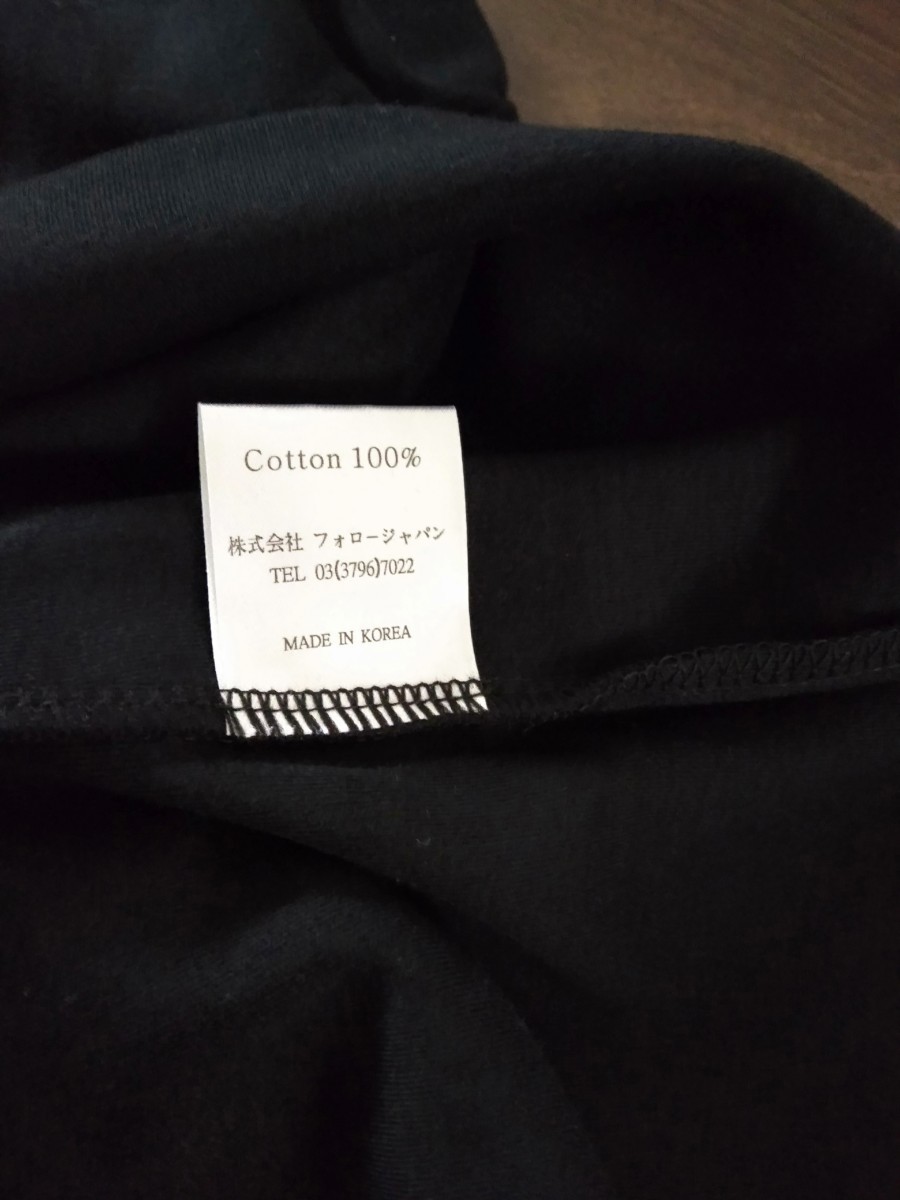 Cotton 100%
株式会社 フォロージャパン
TEL 03(3796)7022
MADE IN KOREA